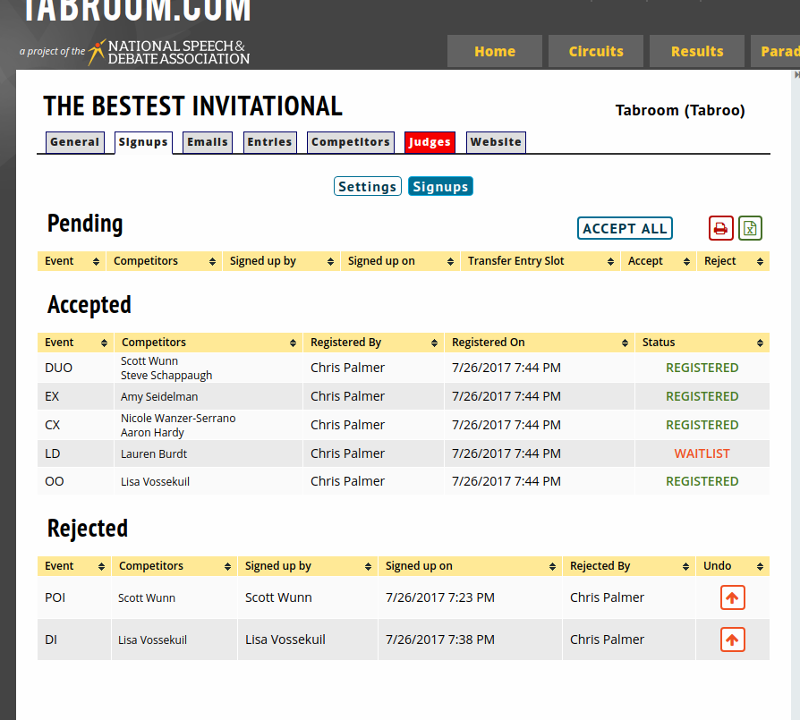 TABROOM.COM
a project of the NATIONAL SPEECH &
DEBATE ASSOCIATION
Home Circuits Results Parad
THE BESTEST INVITATIONAL
Tabroom (Tabroo)
General Signups Emails Entries Competitors Judges Website
Settings Signups
Pending
ACCEPT ALL
Event Competitors Signed up by Signed up on Transfer Entry Slot Accept Reject
Accepted
Event Competitors Registered By Registered On Status
DUO Scott Wunn Chris Palmer 7/26/2017 7:44 PM REGISTERED
Steve Schappaugh
EX Amy Seidelman Chris Palmer 7/26/2017 7:44 PM REGISTERED
CX Nicole Wanzer-Serrano Chris Palmer 7/26/2017 7:44 PM REGISTERED
Aaron Hardy
LD Lauren Burdt Chris Palmer 7/26/2017 7:44 PM WAITLIST
OO Lisa Vossekuil Chris Palmer 7/26/2017 7:44 PM REGISTERED
Rejected
Event Competitors Signed up by Signed up on Rejected By Undo
POI Scott Wunn Scott Wunn 7/26/2017 7:23 PM Chris Palmer
DI Lisa Vossekuil Lisa Vossekuil 7/26/2017 7:38 PM Chris Palmer